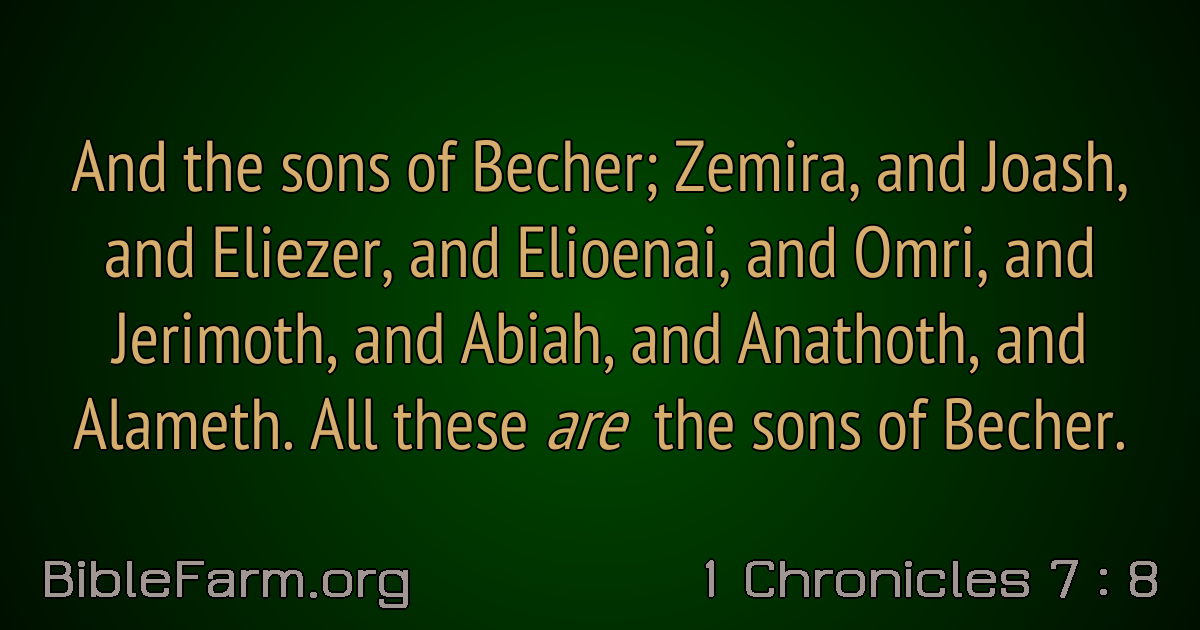 And the sons of Becher; Zemira, and Joash,
and Eliezer, and Elioenai, and Omri, and
Jerimoth, and Abiah, and Anathoth, and
Alameth. All these are the sons of Becher.
BibleFarm.org
1 Chronicles 7 : 8